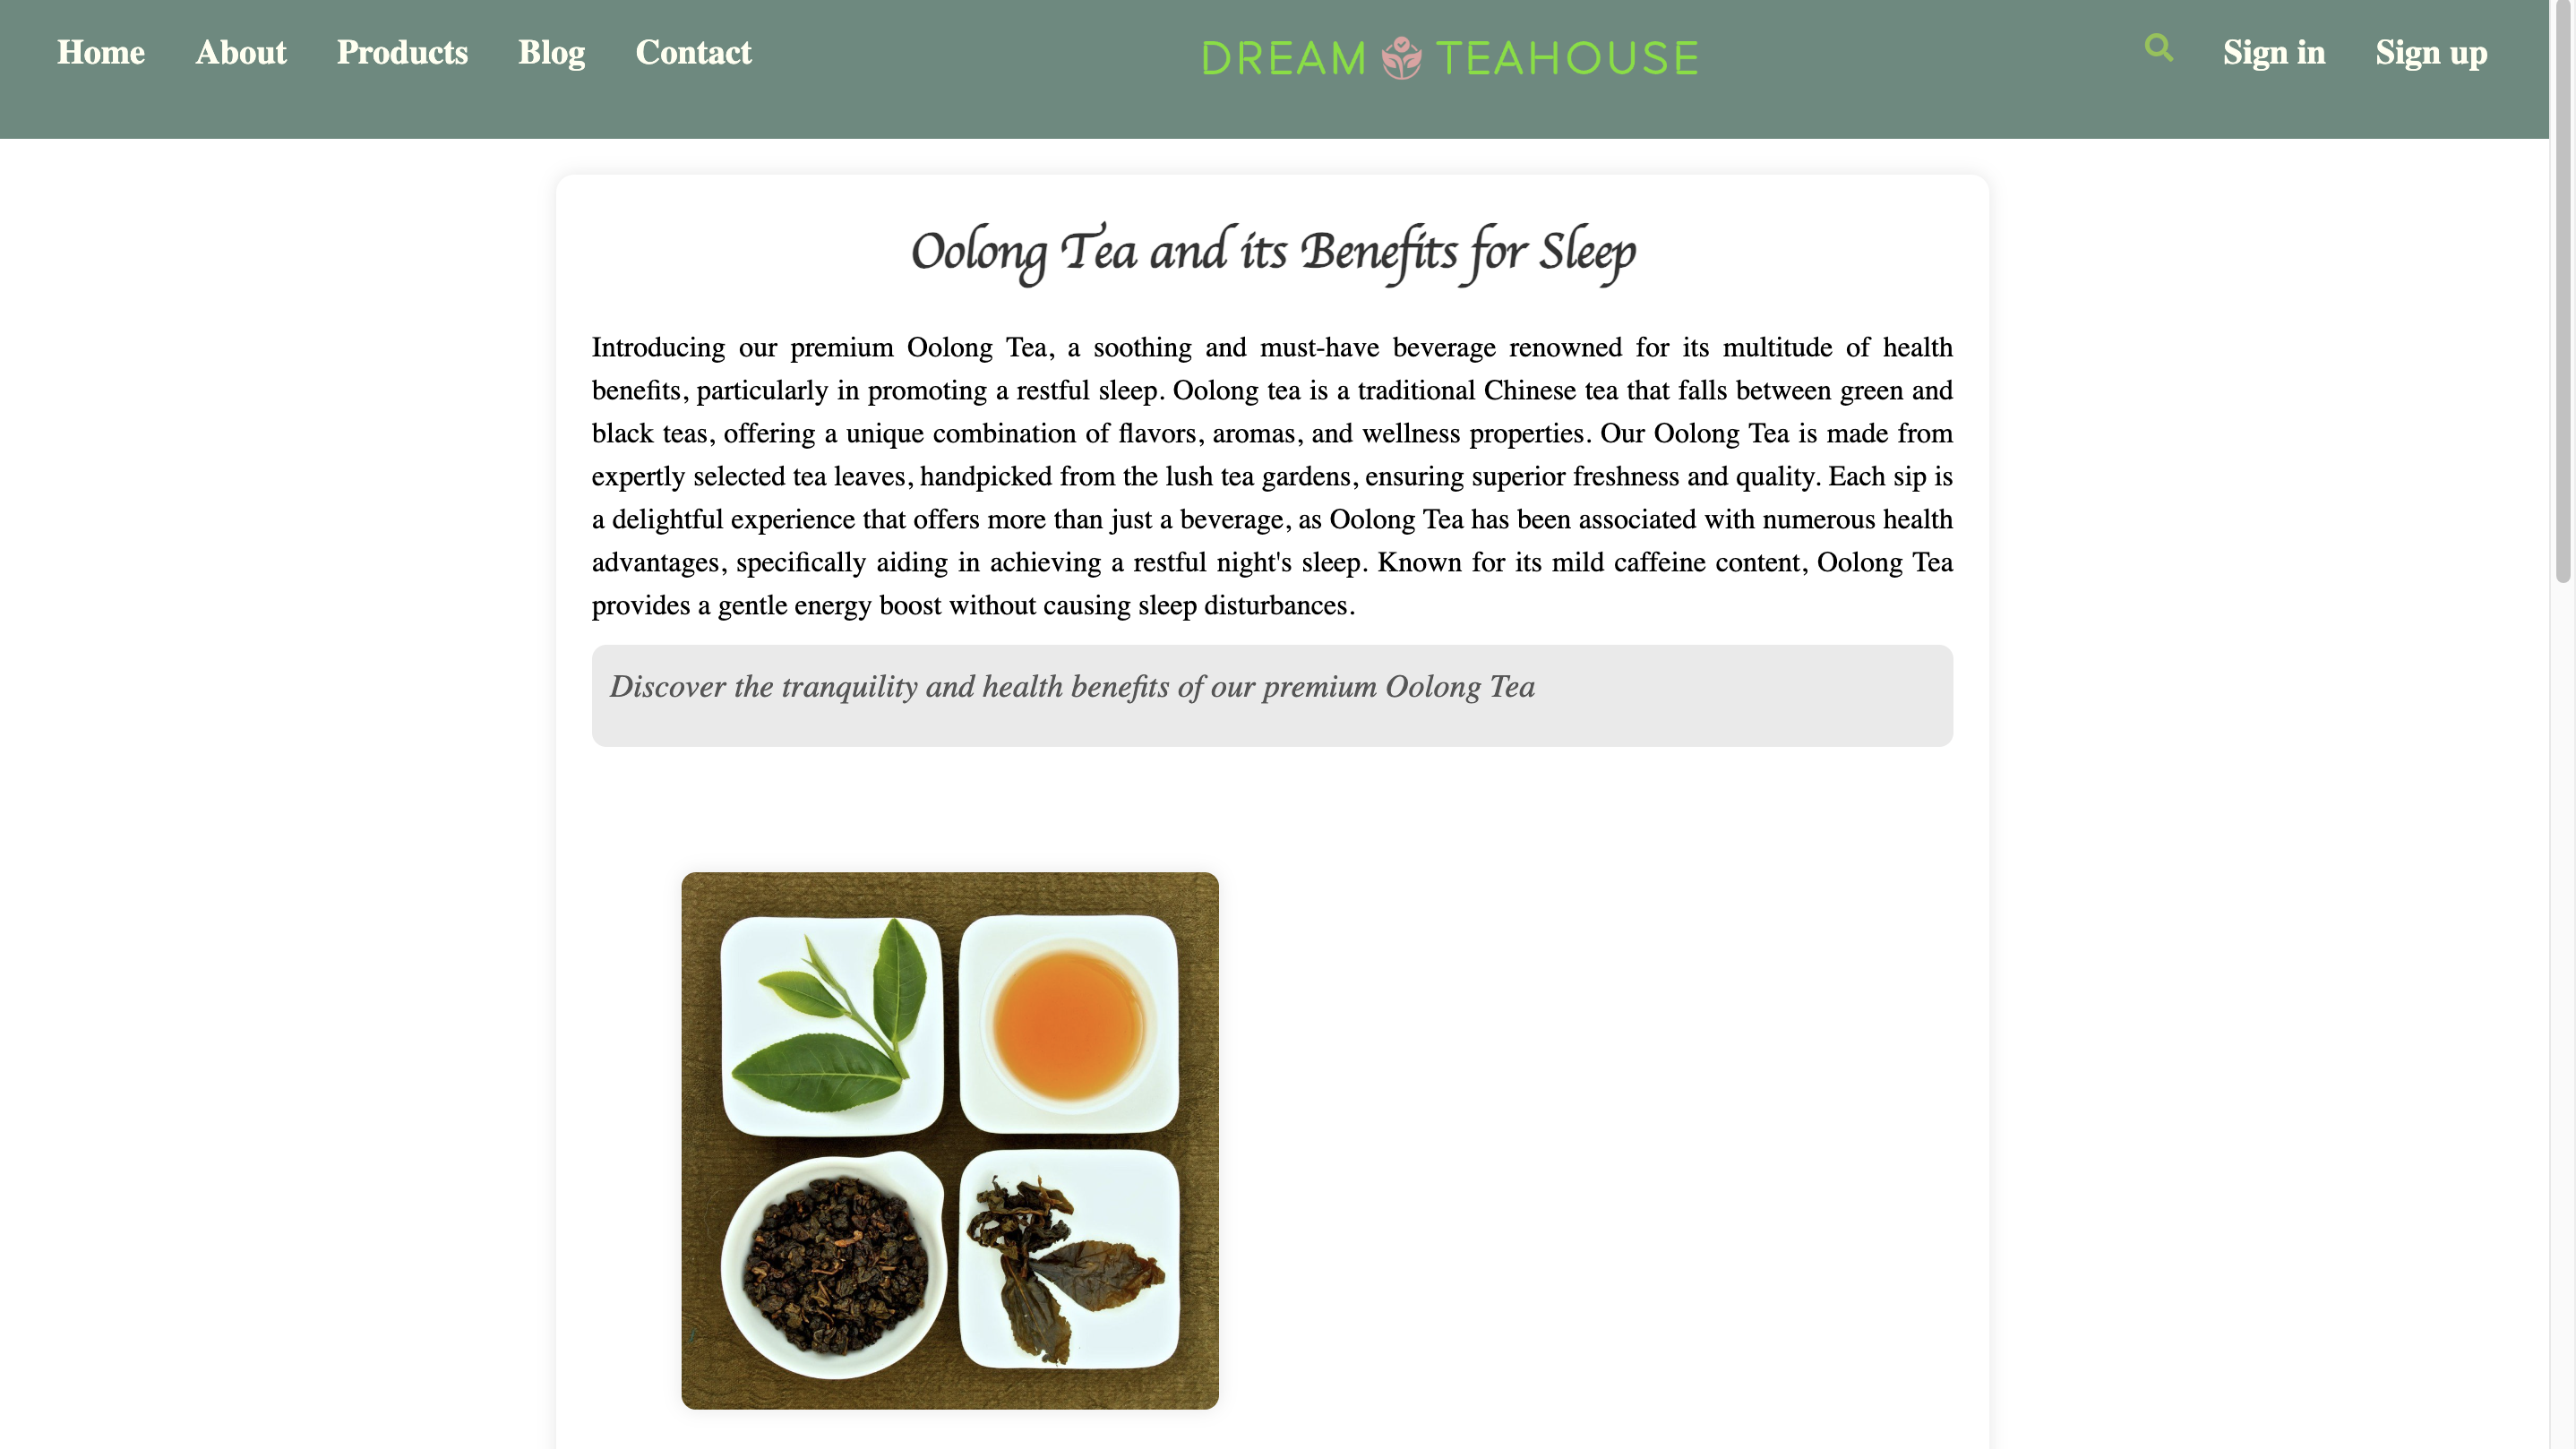 Home About Products Blog Contact DREAM TEAHOUSE Sign in Sign up
Oolong Tea and its Benefits for Sleep
Introducing our premium Oolong Tea, a soothing and must-have beverage renowned for its multitude of health
benefits, particularly in promoting a restful sleep. Oolong tea is a traditional Chinese tea that falls between green and
black teas, offering a unique combination of flavors, aromas, and wellness properties. Our Oolong Tea is made from
expertly selected tea leaves, handpicked from the lush tea gardens, ensuring superior freshness and quality. Each sip is
a delightful experience that offers more than just a beverage, as Oolong Tea has been associated with numerous health
advantages, specifically aiding in achieving a restful night's sleep. Known for its mild caffeine content, Oolong Tea
provides a gentle energy boost without causing sleep disturbances.
Discover the tranquility and health benefits of our premium Oolong Tea